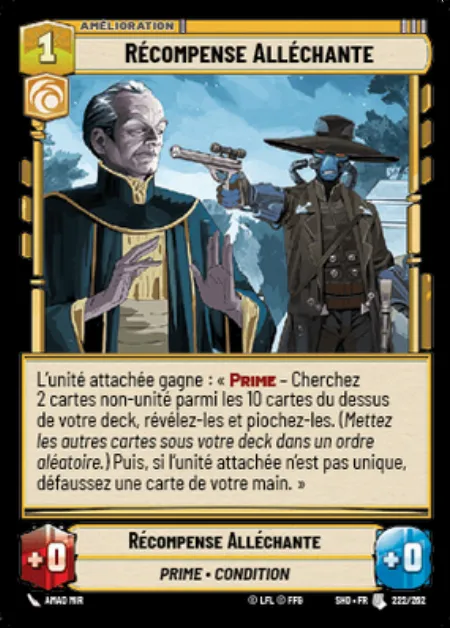 AMÉLIORATION
1
RÉCOMPENSE ALLÉCHANTE
L'unité attachée gagne : « PRIME – Cherchez
2 cartes non-unité parmi les 10 cartes du dessus
de votre deck, révélez-les et piochez-les. (Mettez
les autres cartes sous votre deck dans un ordre
aléatoire.) Puis, si l'unité attachée n'est pas unique,
défaussez une carte de votre main. »
+0
RÉCOMPENSE ALLÉCHANTE
+0
PRIME • CONDITION
AMAD MIR
© LFL © FFG
SHD • FR
222/262